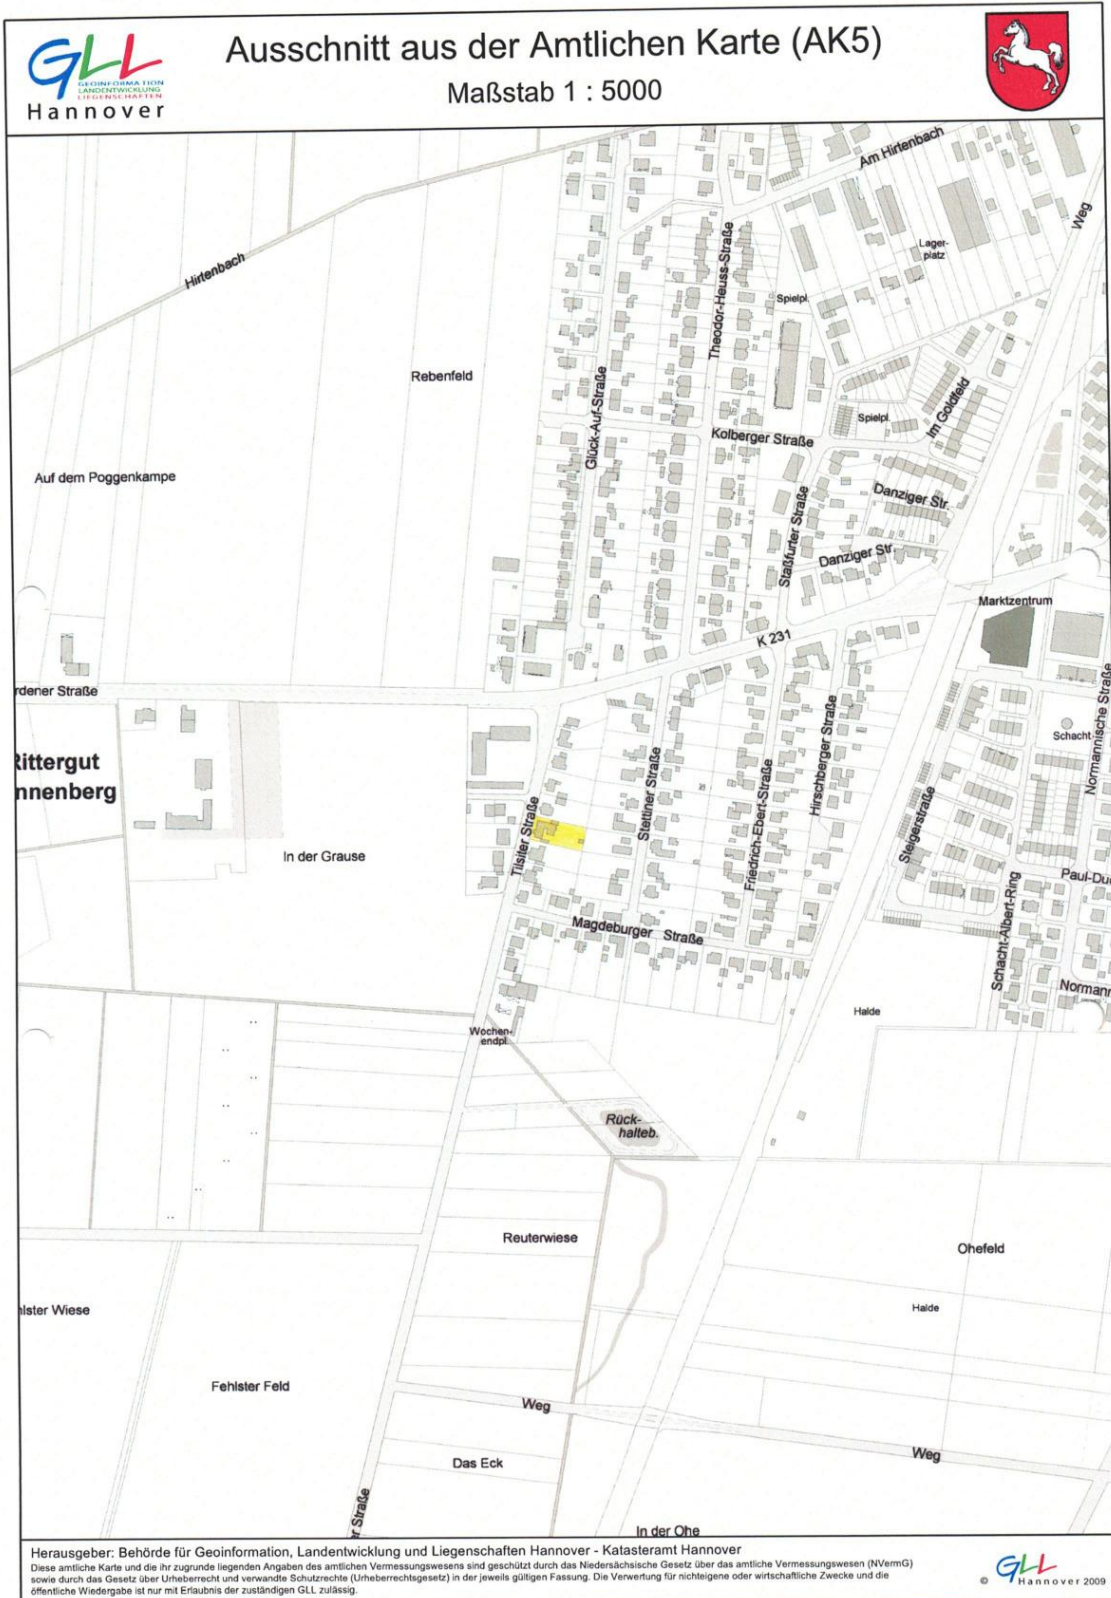 GLL
GEOINFORMATION
LANDENTWICKLUNG
LIEGENSCHAFTEN
Hannover
Ausschnitt aus der Amtlichen Karte (AK5)
Maßstab 1 : 5000
Am Hirtenbach
Weg
Hirtenbach
Lager-
platz
Theodor-Heuss-Straße
Spielpl.
Rebenfeld
Glück-Auf-Straße
Im Goldfeld
Spielpl.
Kolberger Straße
Auf dem Poggenkampe
Danziger Str.
Staßfurter Straße
Danziger Str.
Marktzentrum
K 231
rdener Straße
Normannische Straße
Hirschberger Straße
Schacht
Rittergut
nnenberg
Stettiner Straße
Friedrich-Ebert-Straße
Tilsiter Straße
Steigerstraße
In der Grause
Paul-Du
Magdeburger Straße
Schacht-Albert-Ring
Normann
Halde
Wochen-
endpl.
Rück-
halteb.
Reuterwiese
Ohefeld
lster Wiese
Halde
Fehlster Feld
Weg
Weg
Das Eck
r Straße
In der Ohe
Herausgeber: Behörde für Geoinformation, Landentwicklung und Liegenschaften Hannover - Katasteramt Hannover
Diese amtliche Karte und die ihr zugrunde liegenden Angaben des amtlichen Vermessungswesens sind geschützt durch das Niedersächsische Gesetz über das amtliche Vermessungswesen (NVermG)
sowie durch das Gesetz über Urheberrecht und verwandte Schutzrechte (Urheberrechtsgesetz) in der jeweils gültigen Fassung. Die Verwertung für nichteigene oder wirtschaftliche Zwecke und die
öffentliche Wiedergabe ist nur mit Erlaubnis der zuständigen GLL zulässig.
© GLL Hannover 2009